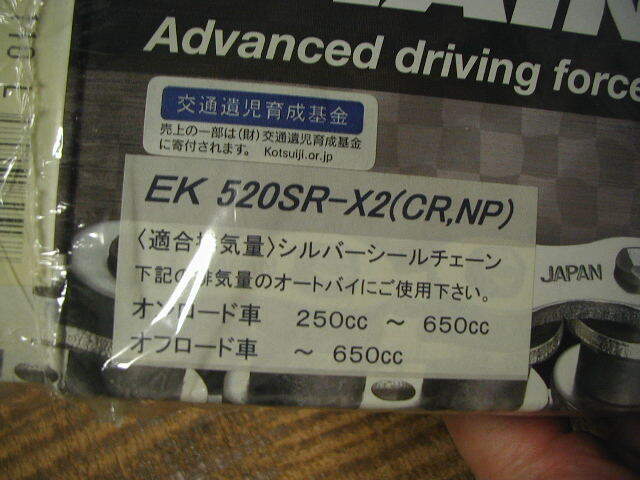 Advanced driving force
交通遺児育成基金
売上の一部は(財)交通遺児育成基金
に寄付されます。 Kotsuiji.or.jp
EK 520SR-X2(CR,NP)
〈適合排気量〉シルバーシールチェーン
下記の排気量のオートバイにご使用下さい。
オンロード車 250cc ～ 650cc
オフロード車 ～ 650cc
JAPAN